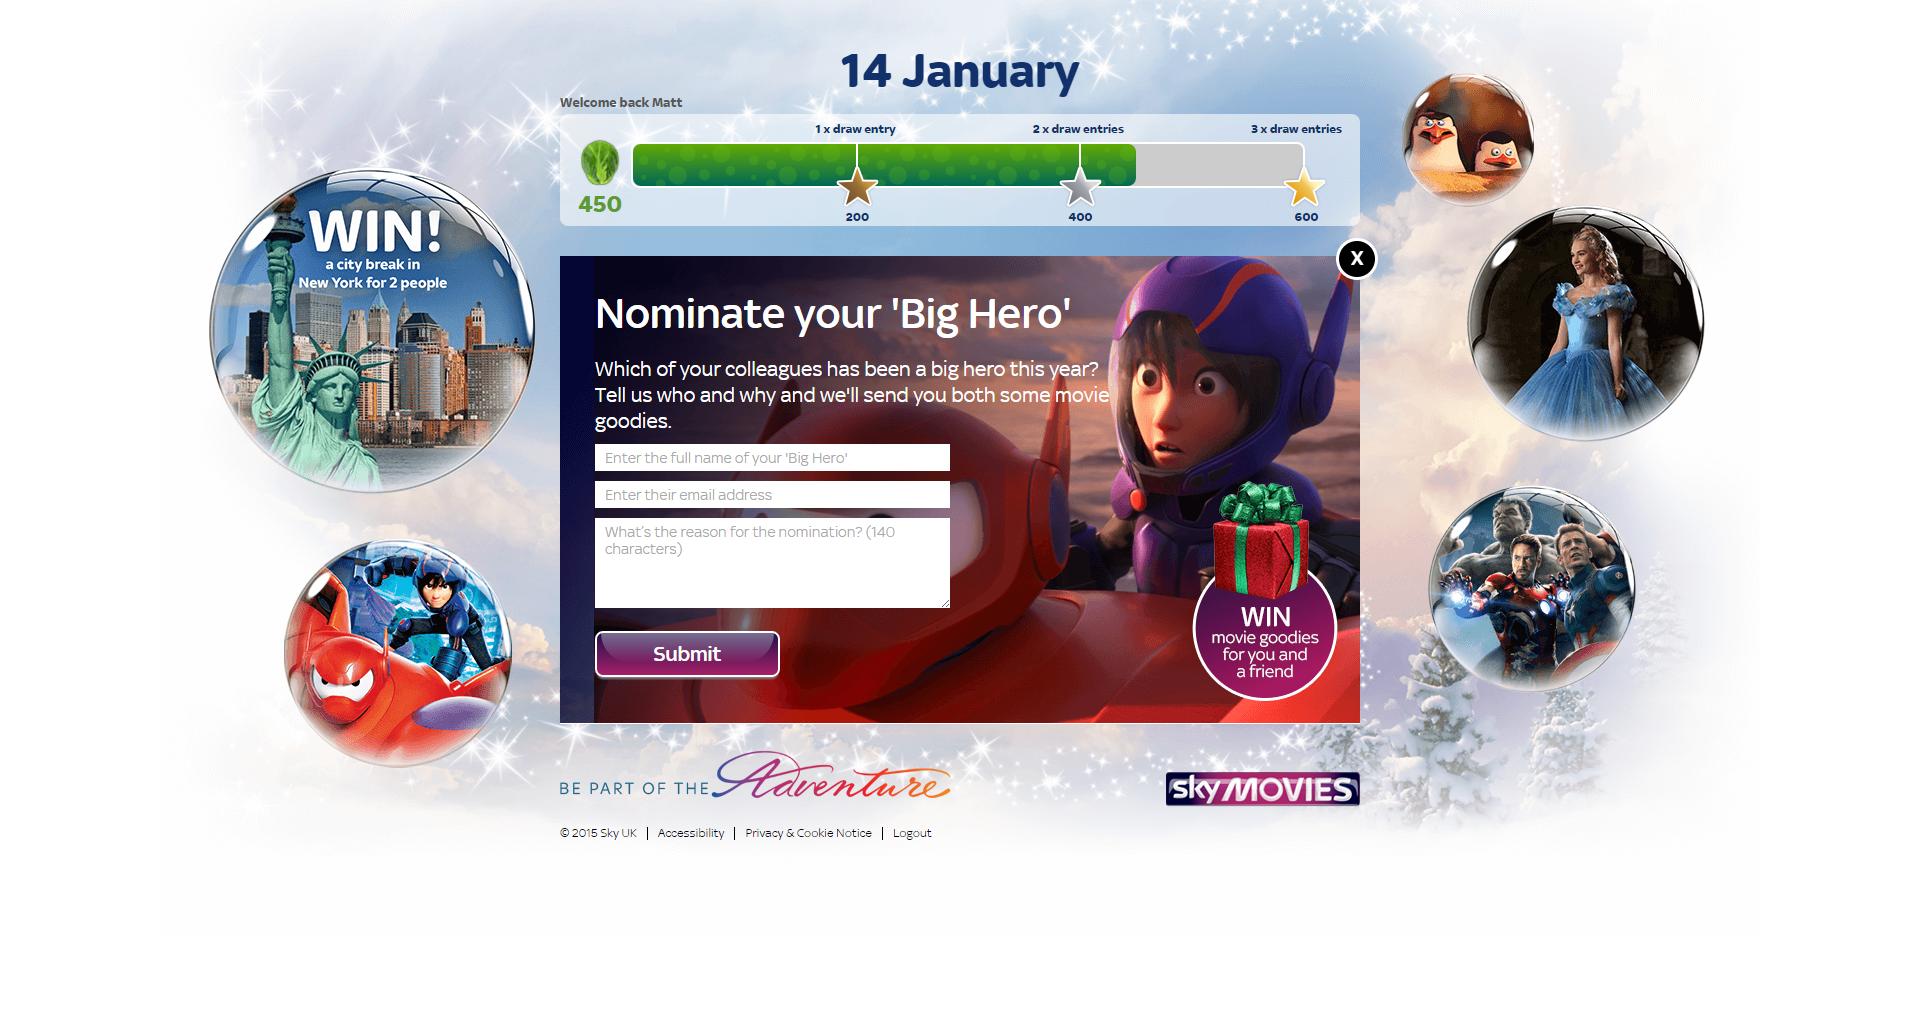 14 January
Welcome back Matt
1 x draw entry
2 x draw entries
3 x draw entries
450
200
400
600
WIN!
a city break in
New York for 2 people
X
Nominate your 'Big Hero'
Which of your colleagues has been a big hero this year?
Tell us who and why and we'll send you both some movie
goodies.
Enter the full name of your 'Big Hero'
Enter their email address
What's the reason for the nomination? (140
characters)
Submit
WIN
movie goodies
for you and
a friend
BE PART OF THE Adventure
sky MOVIES
© 2015 Sky UK | Accessibility | Privacy & Cookie Notice | Logout